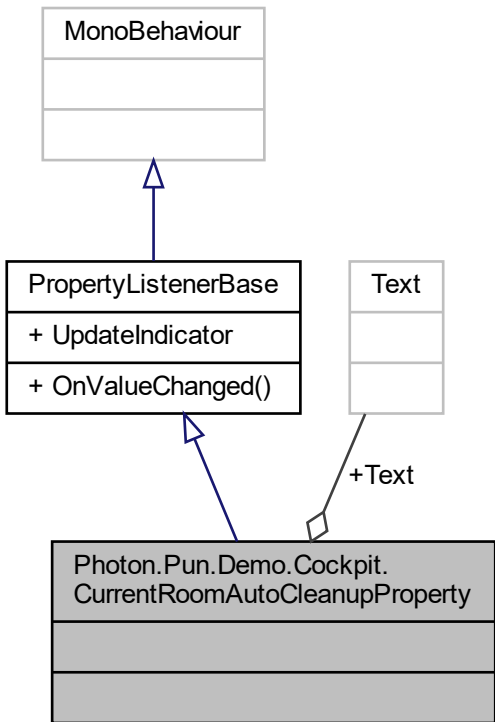 MonoBehaviour
PropertyListenerBase
+ UpdateIndicator
+ OnValueChanged()
Text
+Text
Photon.Pun.Demo.Cockpit.
CurrentRoomAutoCleanupProperty